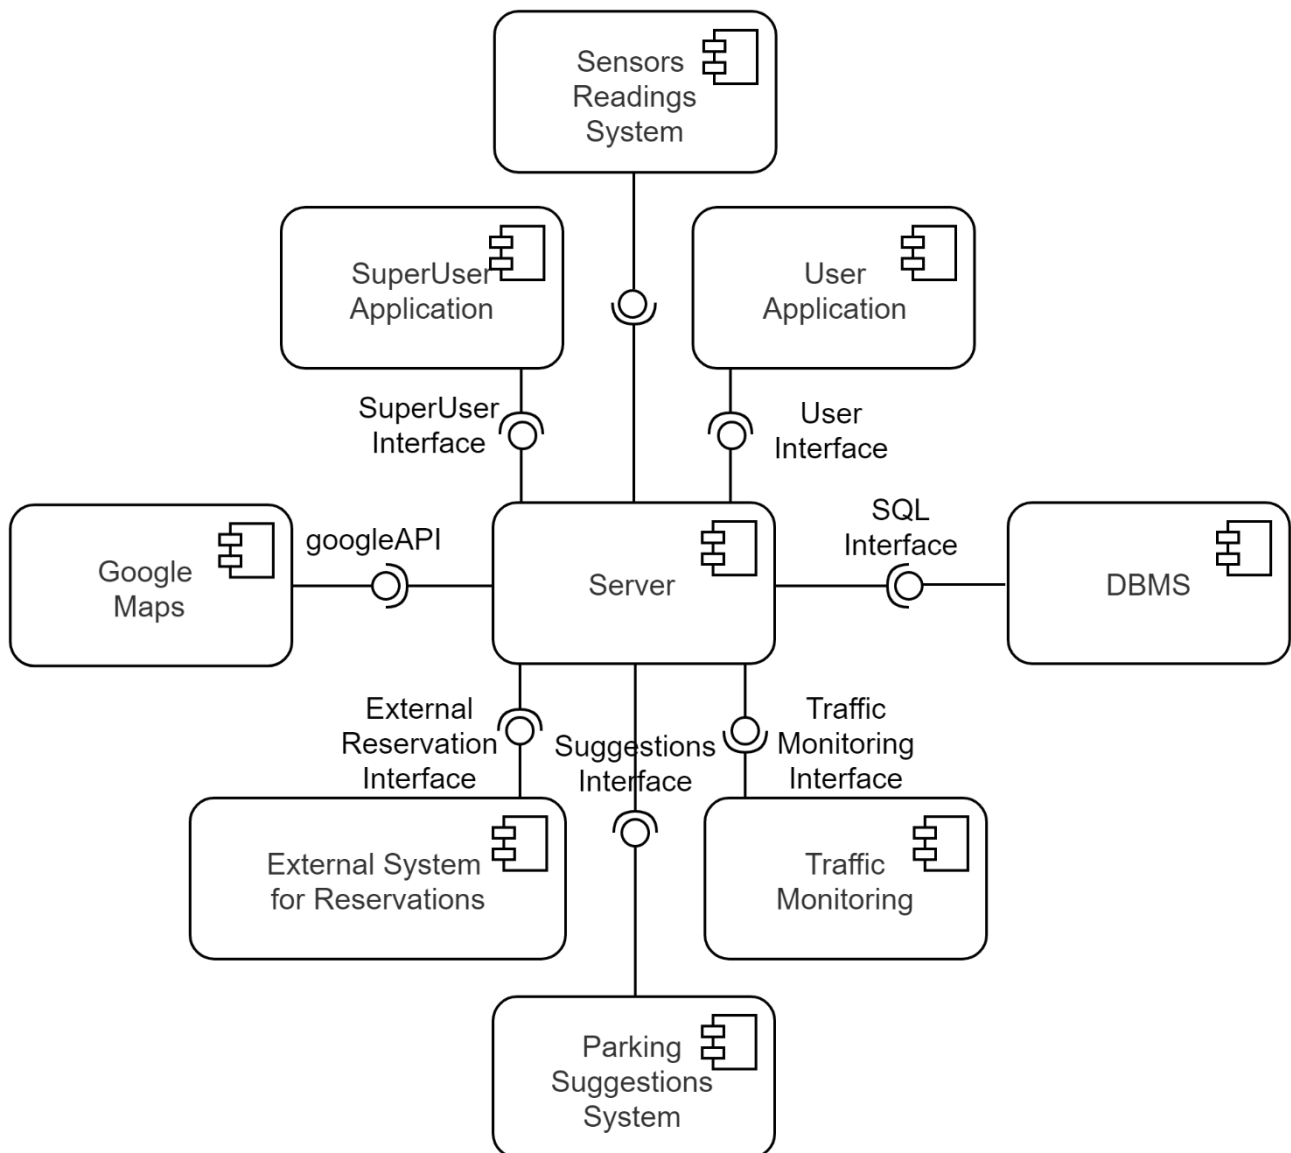 Sensors
Readings
System
SuperUser
Application
User
Application
SuperUser
Interface
User
Interface
Google
Maps
googleAPI
Server
SQL
Interface
DBMS
External
Reservation
Interface
Suggestions
Interface
Traffic
Monitoring
Interface
External System
for Reservations
Traffic
Monitoring
Parking
Suggestions
System